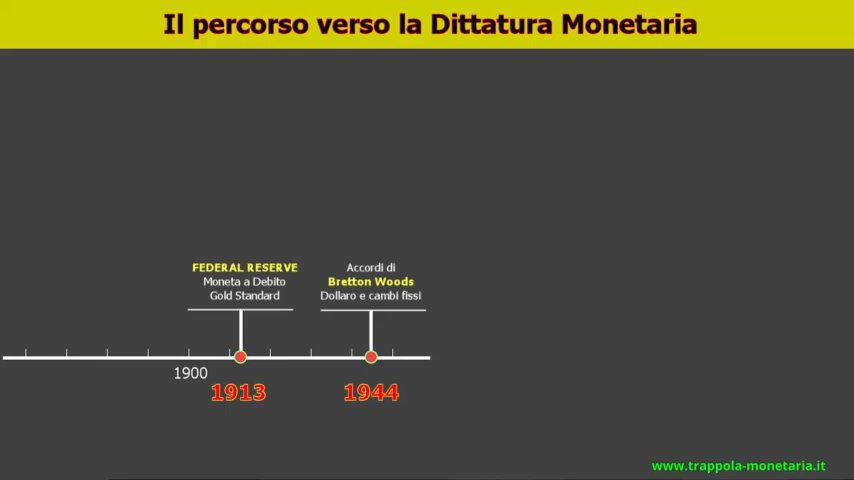 Il percorso verso la Dittatura Monetaria
FEDERAL RESERVE
Moneta a Debito
Gold Standard
Accordi di
Bretton Woods
Dollaro e cambi fissi
1900
1913
1944
www.trappola-monetaria.it